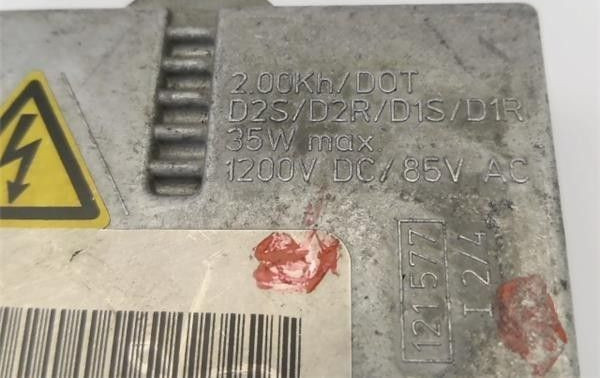 2.00Kh/DOT
D2S/D2R/D1S/D1R
35W max.
1200V DC/85V AC
121577
I 2/4